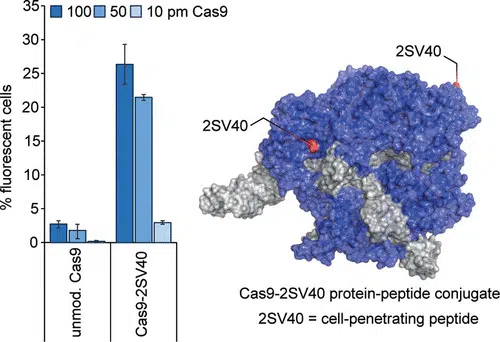 100 50 10 pm Cas9
% fluorescent cells
35
30
25
20
15
10
5
0
unmod. Cas9
Cas9-2SV40
2SV40
2SV40
Cas9-2SV40 protein-peptide conjugate
2SV40 = cell-penetrating peptide